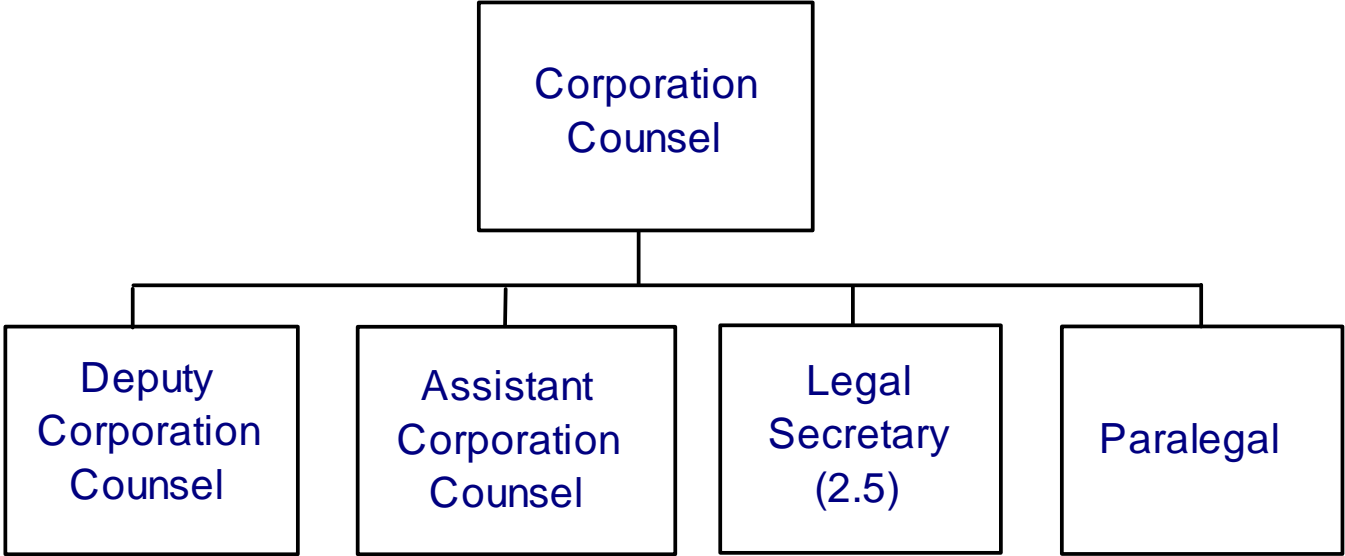 Corporation
Counsel
Deputy
Corporation
Counsel
Assistant
Corporation
Counsel
Legal
Secretary
(2.5)
Paralegal